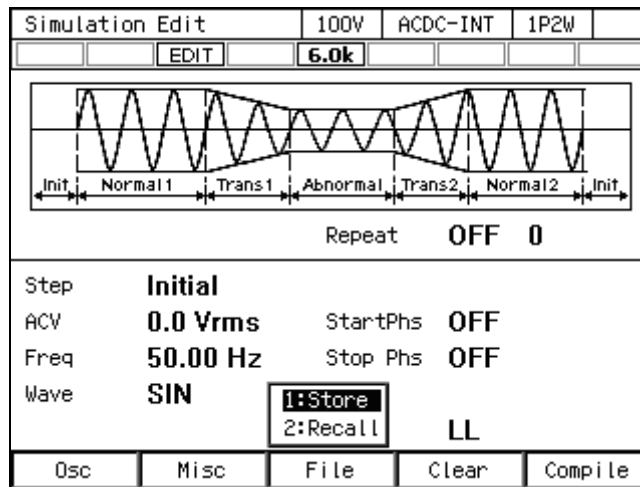 Simulation Edit 100V ACDC-INT 1P2W
EDIT 6.0k
Init Normal1 Trans1 Abnormal Trans2 Normal2 Init
Repeat OFF 0
Step Initial
ACV 0.0 Vrms StartPhs OFF
Freq 50.00 Hz Stop Phs OFF
Wave SIN
1:Store
2:Recall LL
Osc Misc File Clear Compile